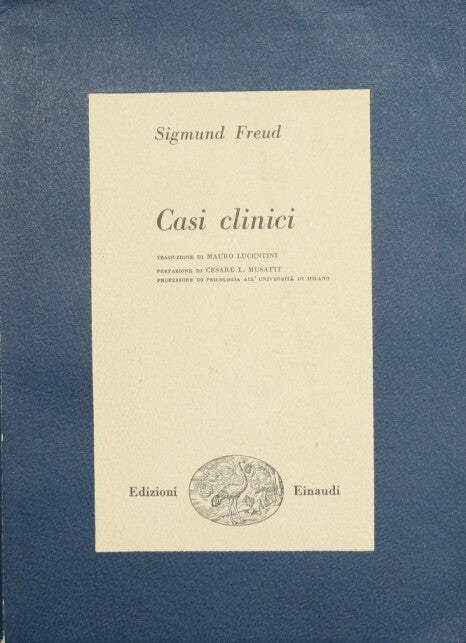 Sigmund Freud
Casi clinici
TRADUZIONE DI MAURO LUCENTINI
PREFAZIONE DI CESARE L. MUSATTI
PROFESSORE DI PSICOLOGIA ALL'UNIVERSITÀ DI MILANO
Edizioni Einaudi